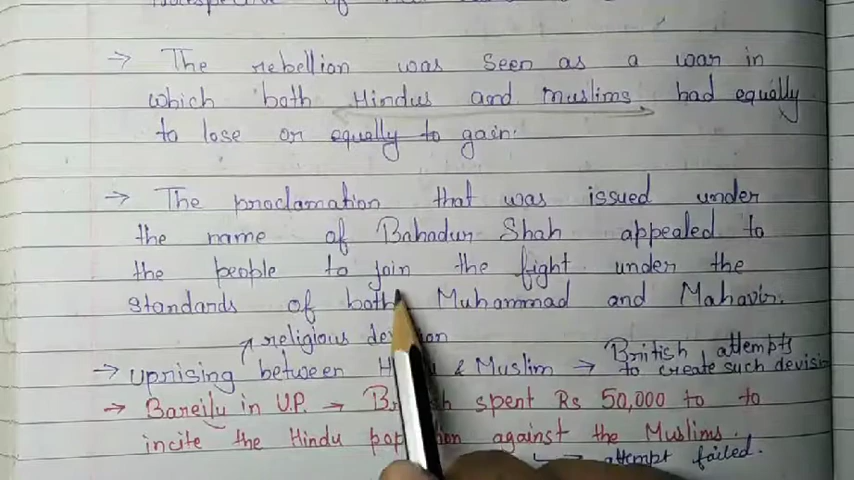 → The rebellion was seen as a war in
which both Hindus and muslims had equally
to lose or equally to gain.
→ The proclamation that was issued under
the name of Bahadur Shah appealed to
the people to join the fight under the
standards of both Muhammad and Mahavir.
religious
→ Uprising between & Muslim → British attempts
to create such devision
→ Bareily in U.P. → spent Rs 50,000 to to
incite the Hindu against the Muslims.
→ attempt failed.